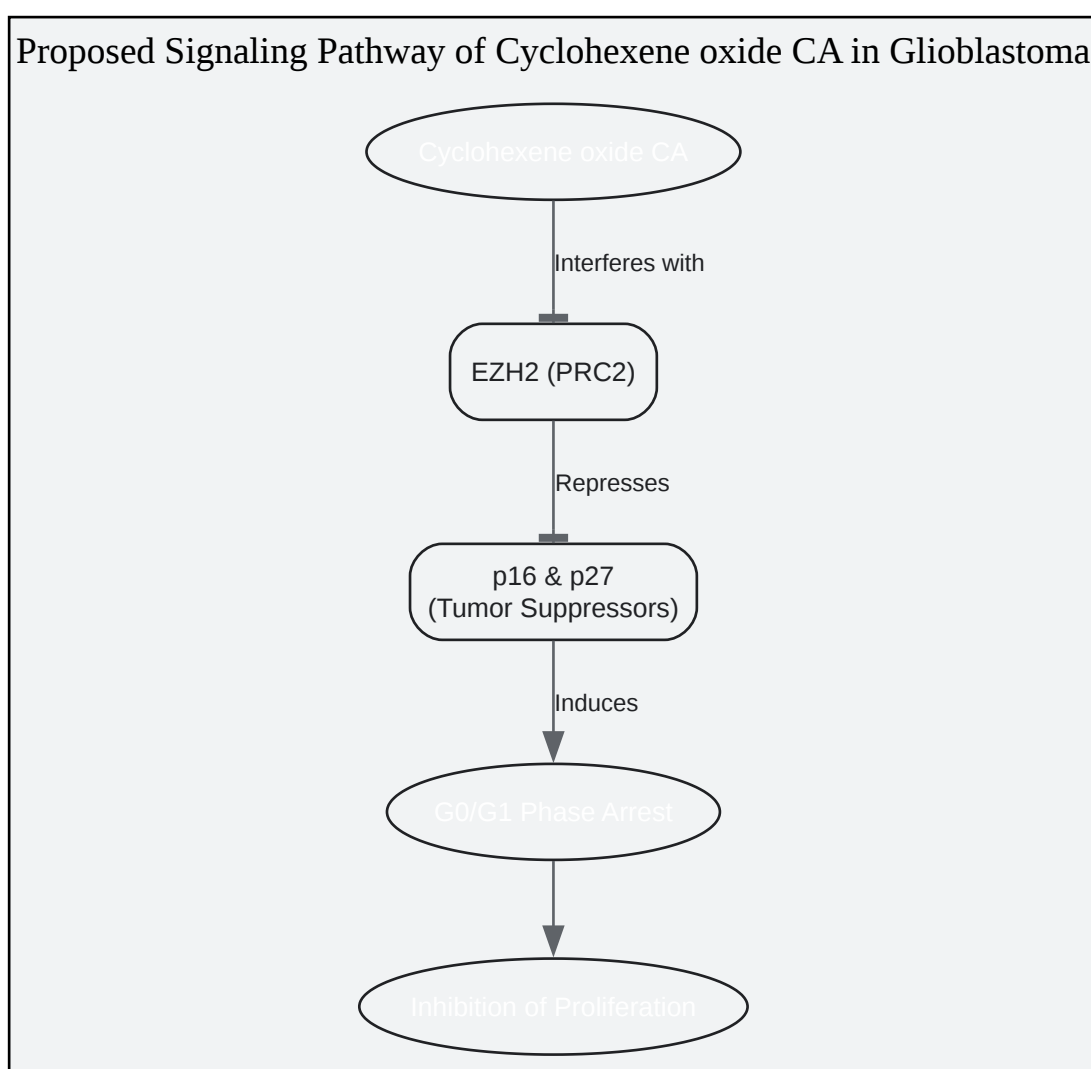 Proposed Signaling Pathway of Cyclohexene oxide CA in Glioblastoma
Cyclohexene oxide CA
Interferes with
EZH2 (PRC2)
Represses
p16 & p27
(Tumor Suppressors)
Induces
G0/G1 Phase Arrest
Inhibition of Proliferation